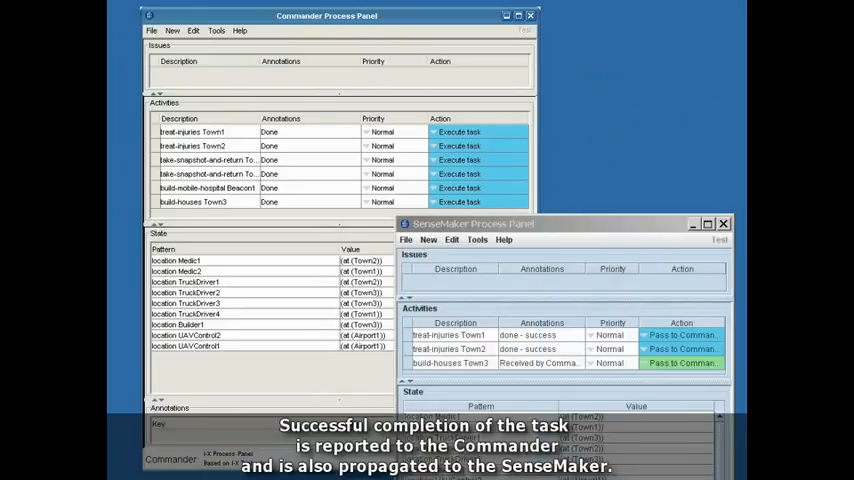 Commander Process Panel
File New Edit Tools Help Test
Issues
Description Annotations Priority Action
Activities
Description Annotations Priority Action
treat-injuries Town1 Done Normal Execute task
treat-injuries Town2 Done Normal Execute task
take-snapshot-and-return To... Done Normal Execute task
take-snapshot-and-return To... Done Normal Execute task
build-mobile-hospital Beacon1 Done Normal Execute task
build-houses Town3 Done Normal Execute task
State
Pattern Value
location Medic1 (at (Town2))
location Medic2 (at (Town1))
location TruckDriver1 (at (Town2))
location TruckDriver2 (at (Town3))
location TruckDriver3 (at (Town3))
location TruckDriver4 (at (Town1))
location Builder1 (at (Town3))
location UAVControl2 (at (Airport1))
location UAVControl1 (at (Airport1))
Annotations
Key
Commander
I-X Process Panel
Based on I-X
SenseMaker Process Panel
File New Edit Tools Help Test
Issues
Description Annotations Priority Action
Activities
Description Annotations Priority Action
treat-injuries Town1 done - success Normal Pass to Comman...
treat-injuries Town2 done - success Normal Pass to Comman...
build-houses Town3 Received by Comma... Normal Pass to Comman...
State
Pattern Value
location Medic1 (at (Town2))
Successful completion of the task
is reported to the Commander
and is also propagated to the SenseMaker.